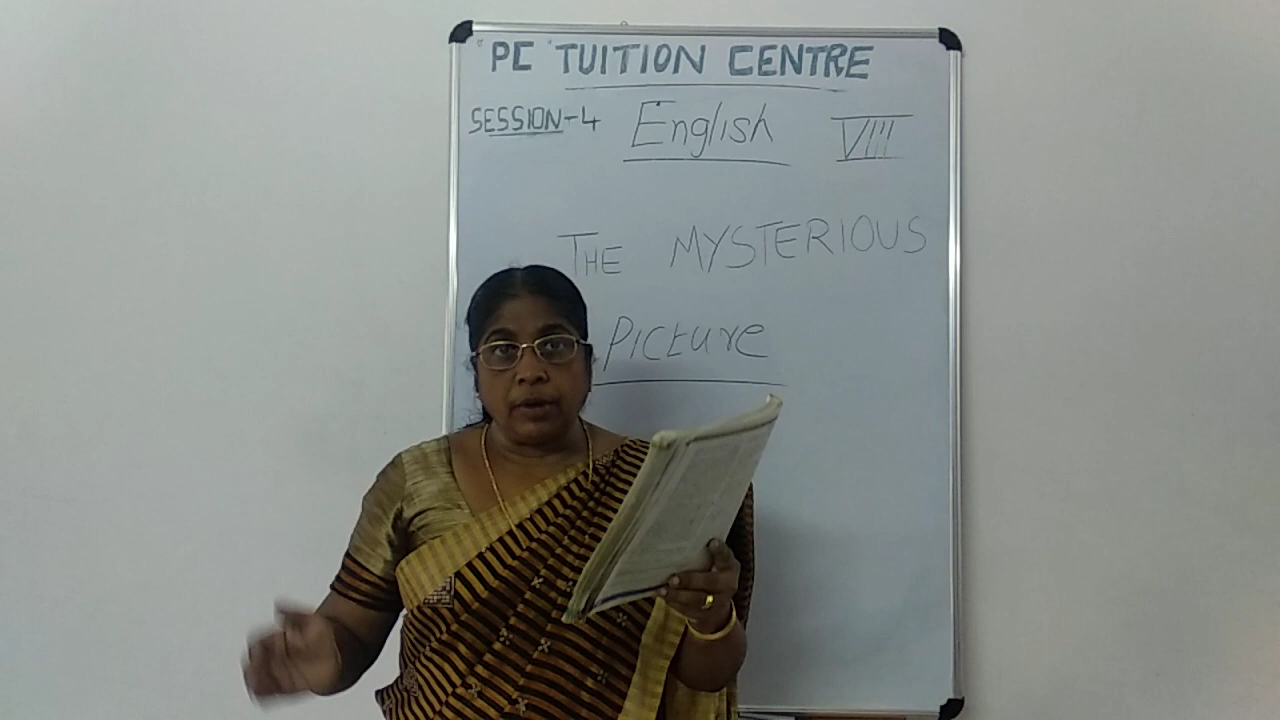 PC TUITION CENTRE
SESSION-4 English VIII
THE MYSTERIOUS
Picture